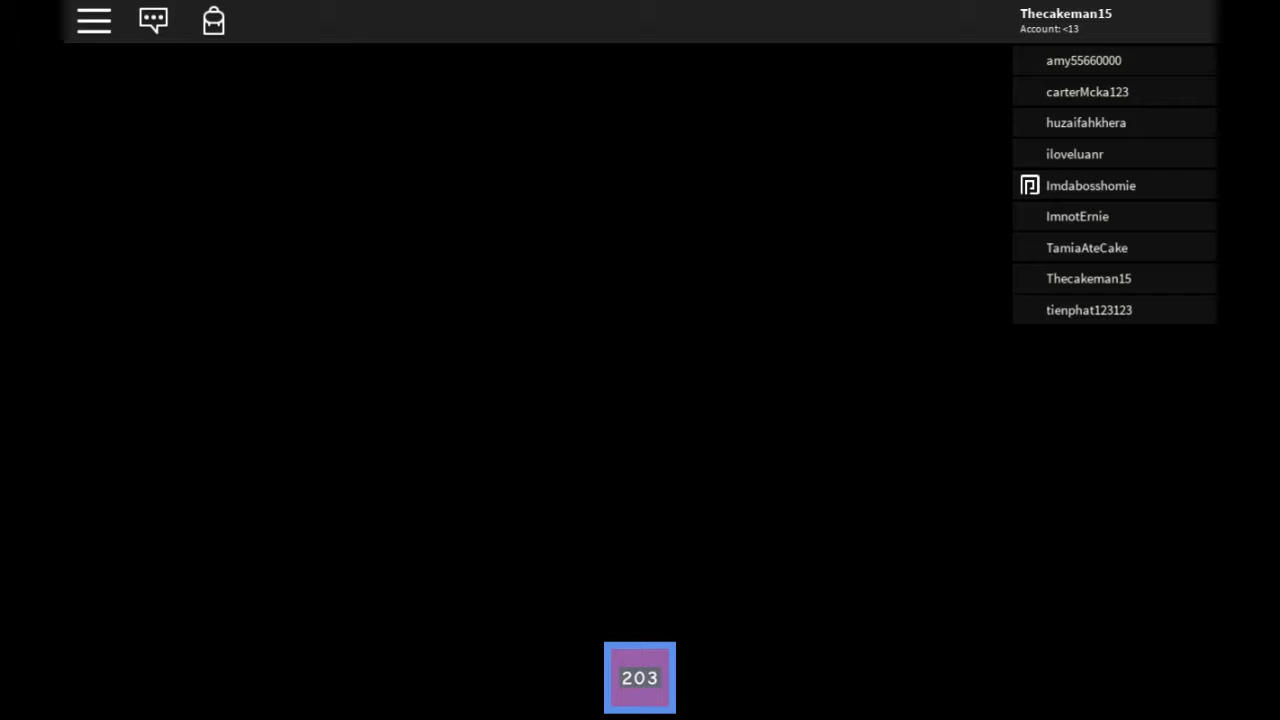 Thecakeman15
Account: <13
amy55660000
carterMcka123
huzaifahkhera
iloveluanr
Imdabosshomie
ImnotErnie
TamiaAteCake
Thecakeman15
tienphat123123
203